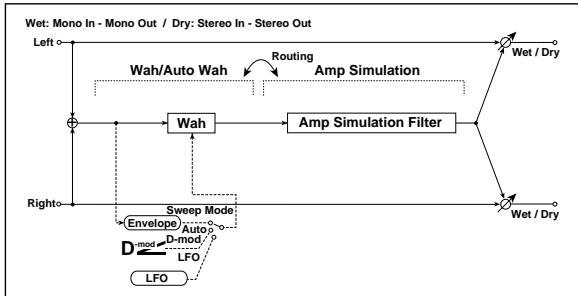 Wet: Mono In - Mono Out / Dry: Stereo In - Stereo Out
Left
Wet / Dry
Routing
Wah/Auto Wah
Amp Simulation
Wah
Amp Simulation Filter
Right
Wet / Dry
Sweep Mode
Envelope
Auto
D-mod
D-mod
LFO
LFO